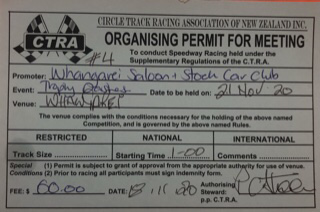 CIRCLE TRACK RACING ASSOCIATION OF NEW ZEALAND INC.
CTRA
ORGANISING PERMIT FOR MEETING
#4
To conduct Speedway Racing held under the
Supplementary Regulations of the C.T.R.A.
Promoter: Whangarei Saloon + Stock Car Club
Event: Trophy Dashes Date to be held on: 21 Nov 20
Venue:
The venue complies with the conditions necessary for the holding of the above named
Competition, and is governed by the above named Rules.
RESTRICTED NATIONAL INTERNATIONAL
Track Size Starting Time 1-00 Comments
Special (1) Permit is subject to grant of approval from the appropriate authority for use of venue.
Conditions (2) Prior to racing all participants must sign indemnity form.
FEE: $ 60.00 DATE: Authorising
Steward:
p.p. C.T.R.A.